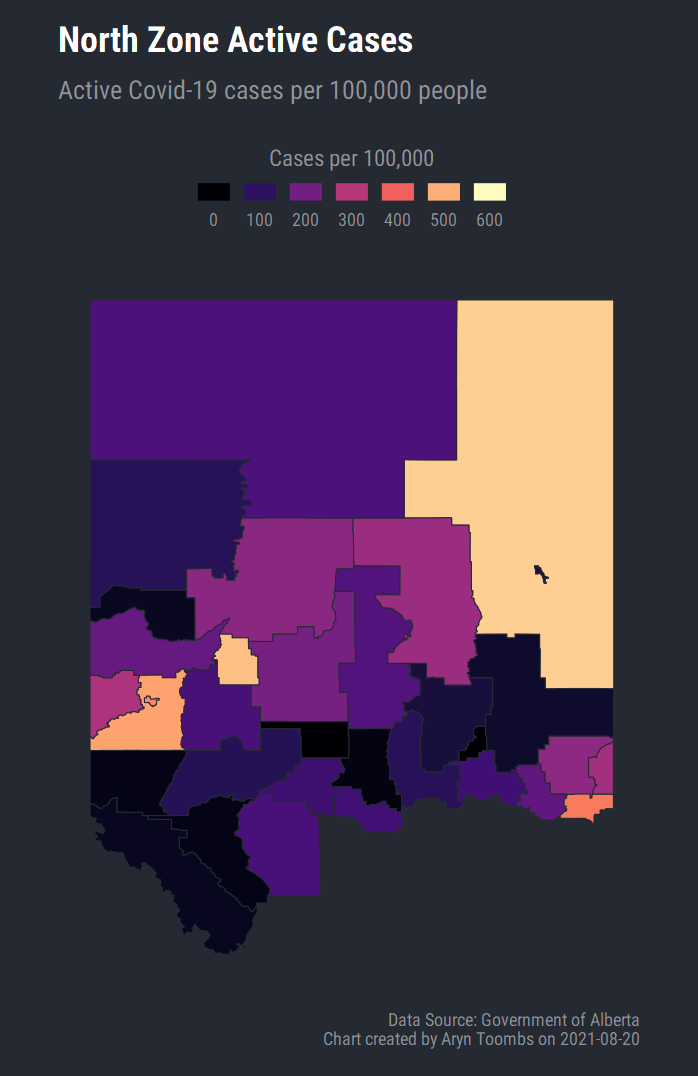 North Zone Active Cases
Active Covid-19 cases per 100,000 people
Cases per 100,000
0 100 200 300 400 500 600
Data Source: Government of Alberta
Chart created by Aryn Toombs on 2021-08-20